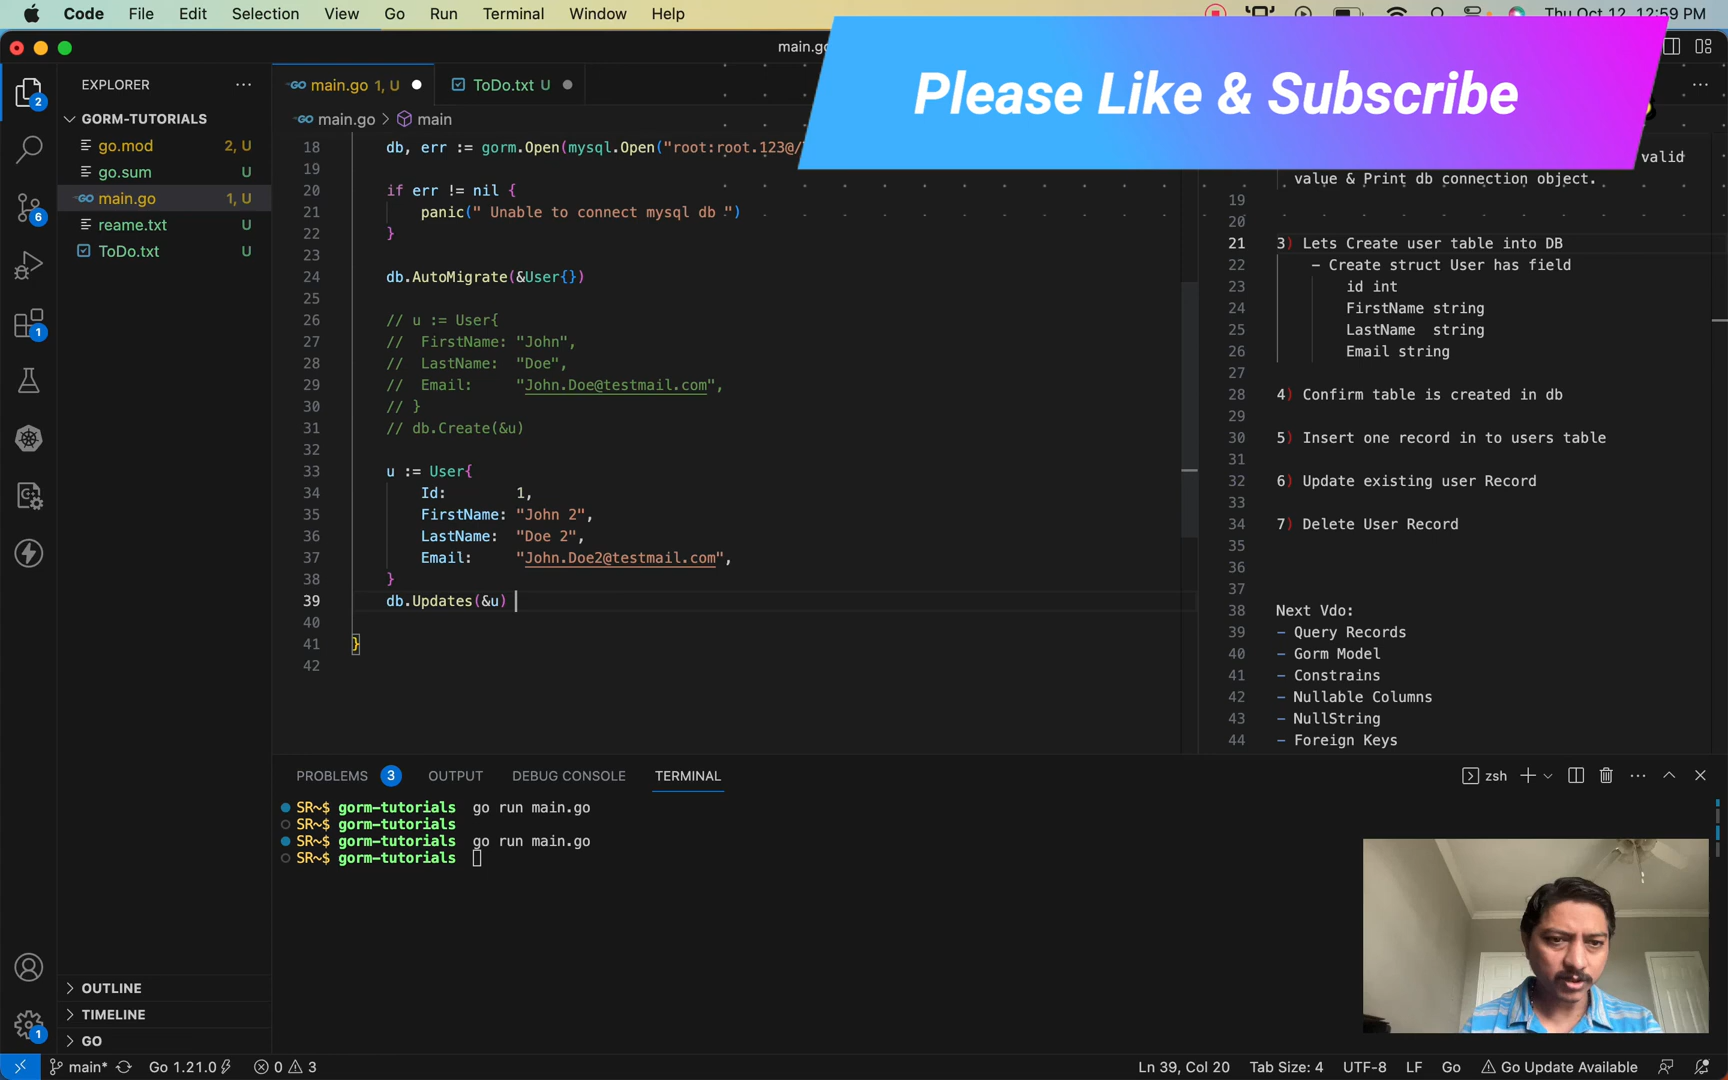 Code File Edit Selection View Go Run Terminal Window Help
Thu Oct 12 12:59 PM
main.go
Please Like & Subscribe
EXPLORER
GORM-TUTORIALS
go.mod 2, U
go.sum U
main.go 1, U
reame.txt U
ToDo.txt U
OUTLINE
TIMELINE
GO
2
6
1
1
main.go 1, U
ToDo.txt U
main.go > main
18 db, err := gorm.Open(mysql.Open("root:root.123@/
19
20 if err != nil {
21 panic(" Unable to connect mysql db ")
22 }
23
24 db.AutoMigrate(&User{})
25
26 // u := User{
27 // FirstName: "John",
28 // LastName: "Doe",
29 // Email: "John.Doe@testmail.com",
30 // }
31 // db.Create(&u)
32
33 u := User{
34 Id: 1,
35 FirstName: "John 2",
36 LastName: "Doe 2",
37 Email: "John.Doe2@testmail.com",
38 }
39 db.Updates(&u)
40
41 }
42
valid
value & Print db connection object.
19
20
21 3) Lets Create user table into DB
22 - Create struct User has field
23 id int
24 FirstName string
25 LastName string
26 Email string
27
28 4) Confirm table is created in db
29
30 5) Insert one record in to users table
31
32 6) Update existing user Record
33
34 7) Delete User Record
35
36
37
38 Next Vdo:
39 - Query Records
40 - Gorm Model
41 - Constrains
42 - Nullable Columns
43 - NullString
44 - Foreign Keys
PROBLEMS 3 OUTPUT DEBUG CONSOLE TERMINAL
zsh
SR~$ gorm-tutorials go run main.go
SR~$ gorm-tutorials
SR~$ gorm-tutorials go run main.go
SR~$ gorm-tutorials
main* Go 1.21.0 0 3
Ln 39, Col 20 Tab Size: 4 UTF-8 LF Go Go Update Available